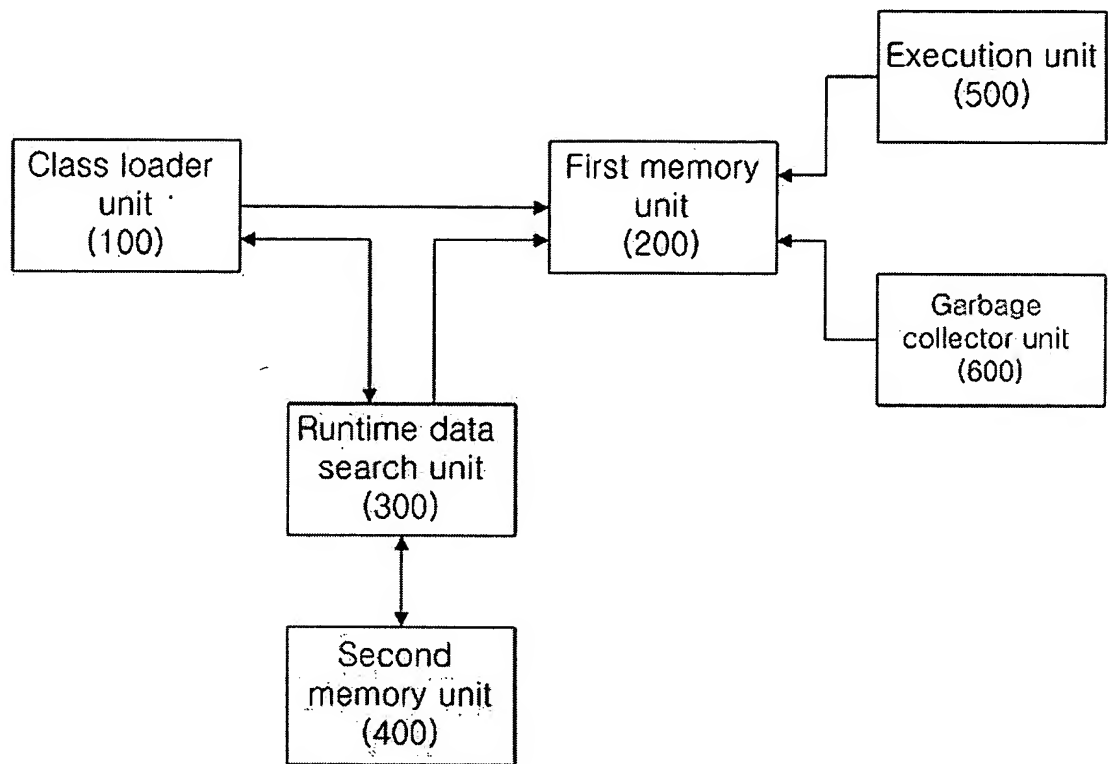 Execution unit
(500)
Class loader
unit
(100)
First memory
unit
(200)
Garbage
collector unit
(600)
Runtime data
search unit
(300)
Second
memory unit
(400)